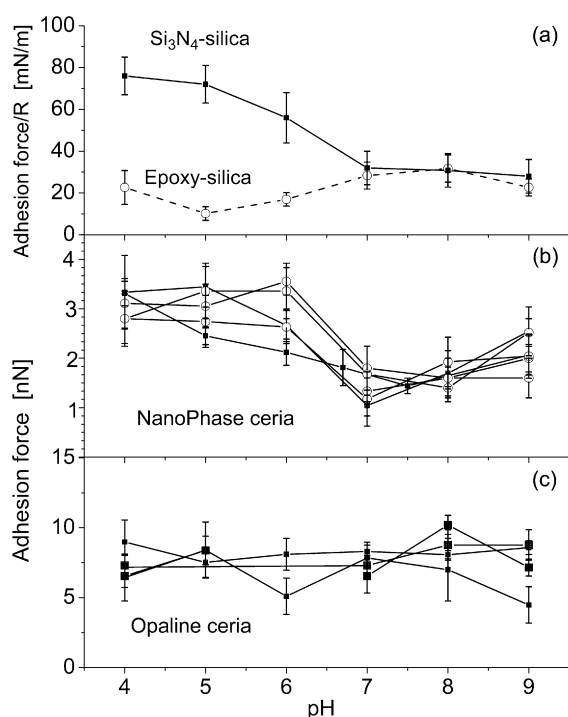 Adhesion force/R [mN/m]
100
80
60
40
20
0
Si₃N₄-silica
(a)
Epoxy-silica
Adhesion force [nN]
4
3
2
1
(b)
NanoPhase ceria
15
10
5
0
(c)
Opaline ceria
4 5 6 7 8 9
pH